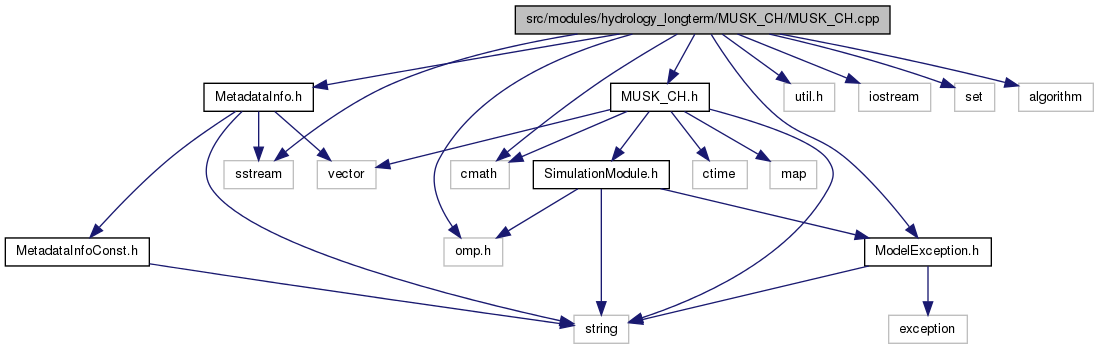 src/modules/hydrology_longterm/MUSK_CH/MUSK_CH.cpp
MetadataInfo.h
MUSK_CH.h
util.h
iostream
set
algorithm
sstream
vector
cmath
SimulationModule.h
ctime
map
MetadataInfoConst.h
omp.h
ModelException.h
string
exception